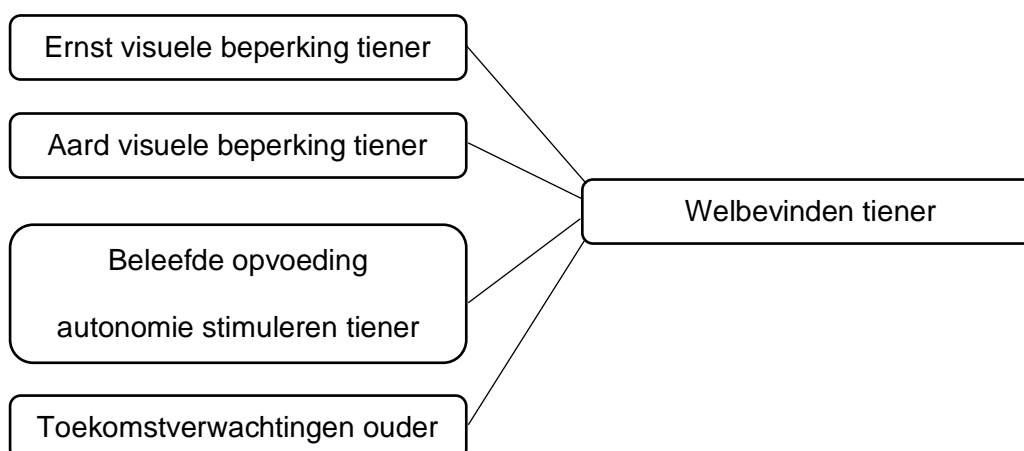 Ernst visuele beperking tiener
Aard visuele beperking tiener
Welbevinden tiener
Beleefde opvoeding
autonomie stimuleren tiener
Toekomstverwachtingen ouder